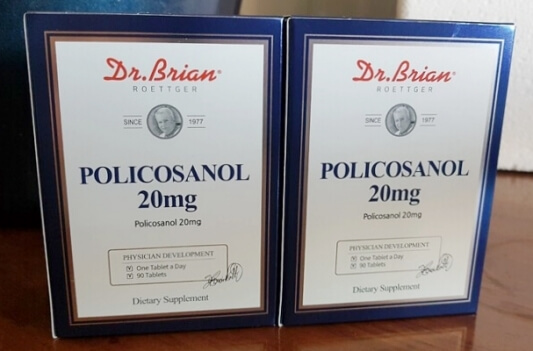 Dr.Brian®
ROETTGER
SINCE 1977
POLICOSANOL
20mg
Policosanol 20mg
PHYSICIAN DEVELOPMENT
One Tablet a Day
90 Tablets
Dietary Supplement
Dr.Brian®
ROETTGER
SINCE 1977
POLICOSANOL
20mg
Policosanol 20mg
PHYSICIAN DEVELOPMENT
One Tablet a Day
90 Tablets
Dietary Supplement